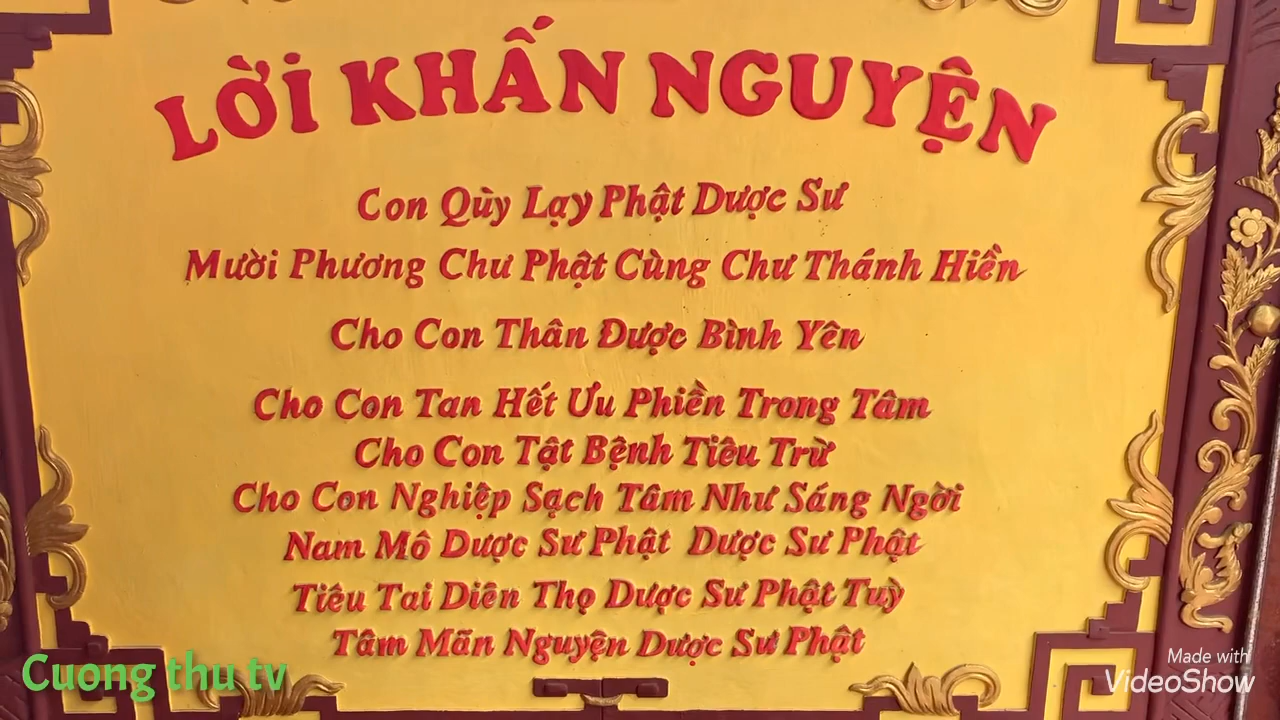 LỜI KHẤN NGUYỆN
Con Qùy Lạy Phật Dược Sư
Mười Phương Chư Phật Cùng Chư Thánh Hiền
Cho Con Thân Được Bình Yên
Cho Con Tan Hết Ưu Phiền Trong Tâm
Cho Con Tật Bệnh Tiêu Trừ
Cho Con Nghiệp Sạch Tâm Như Sáng Ngời
Nam Mô Dược Sư Phật Dược Sư Phật
Tiêu Tai Diên Thọ Dược Sư Phật Tuỳ
Tâm Mãn Nguyện Dược Sư Phật
Cuong thu tv
Made with
VideoShow